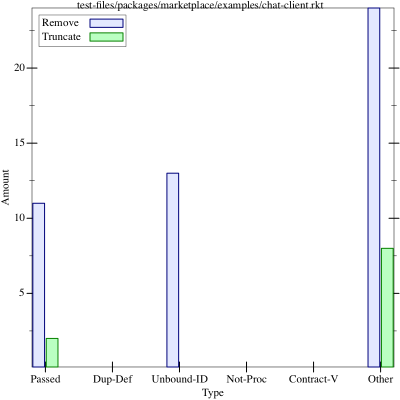 test-files/packages/marketplace/examples/chat-client.rkt
Remove
Truncate
20
15
10
5
Amount
Passed Dup-Def Unbound-ID Not-Proc Contract-V Other
Type